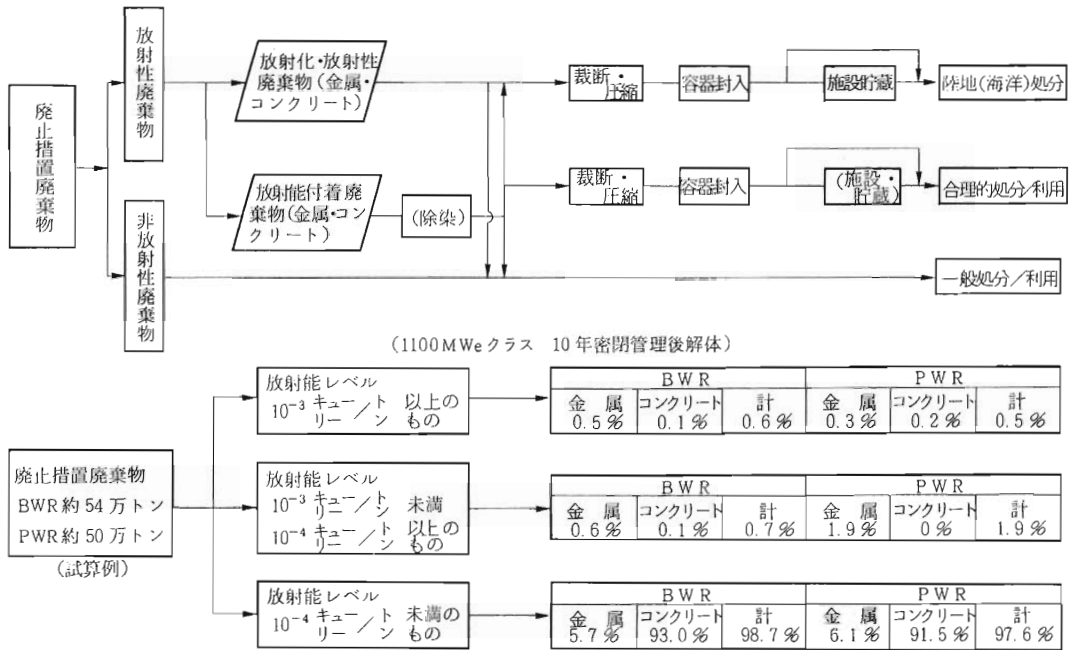 廃止措置廃棄物
放射性廃棄物
非放射性廃棄物
放射化・放射性
廃棄物(金属・
コンクリート)
放射能付着廃
棄物(金属・コン
クリート)
(除染)
裁断・
圧縮
容器封入
施設貯蔵
陸地(海洋)処分
裁断・
圧縮
容器封入
(施設・
貯蔵)
合理的処分/利用
一般処分/利用
(1100MWeクラス 10年密閉管理後解体)
廃止措置廃棄物
BWR約54万トン
PWR約50万トン
(試算例)
放射能レベル
10⁻³キュリー/トン 以上のもの
BWR PWR
金属 コンクリート 計 金属 コンクリート 計
0.5% 0.1% 0.6% 0.3% 0.2% 0.5%
放射能レベル
10⁻³キュリー/トン 未満
10⁻⁴キュリー/トン 以上のもの
BWR PWR
金属 コンクリート 計 金属 コンクリート 計
0.6% 0.1% 0.7% 1.9% 0% 1.9%
放射能レベル
10⁻⁴キュリー/トン 未満のもの
BWR PWR
金属 コンクリート 計 金属 コンクリート 計
5.7% 93.0% 98.7% 6.1% 91.5% 97.6%